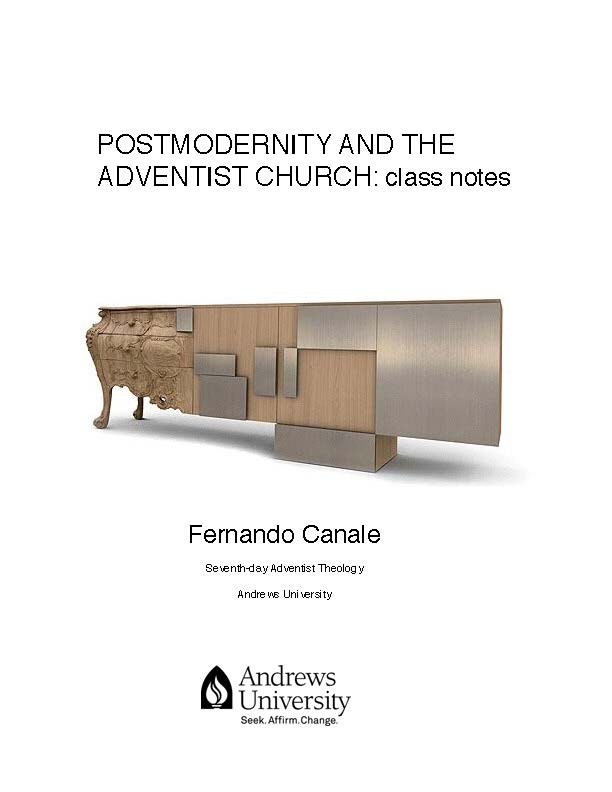 POSTMODERNITY AND THE
ADVENTIST CHURCH: class notes
Fernando Canale
Seventh-day Adventist Theology
Andrews University
Andrews
University
Seek. Affirm. Change.